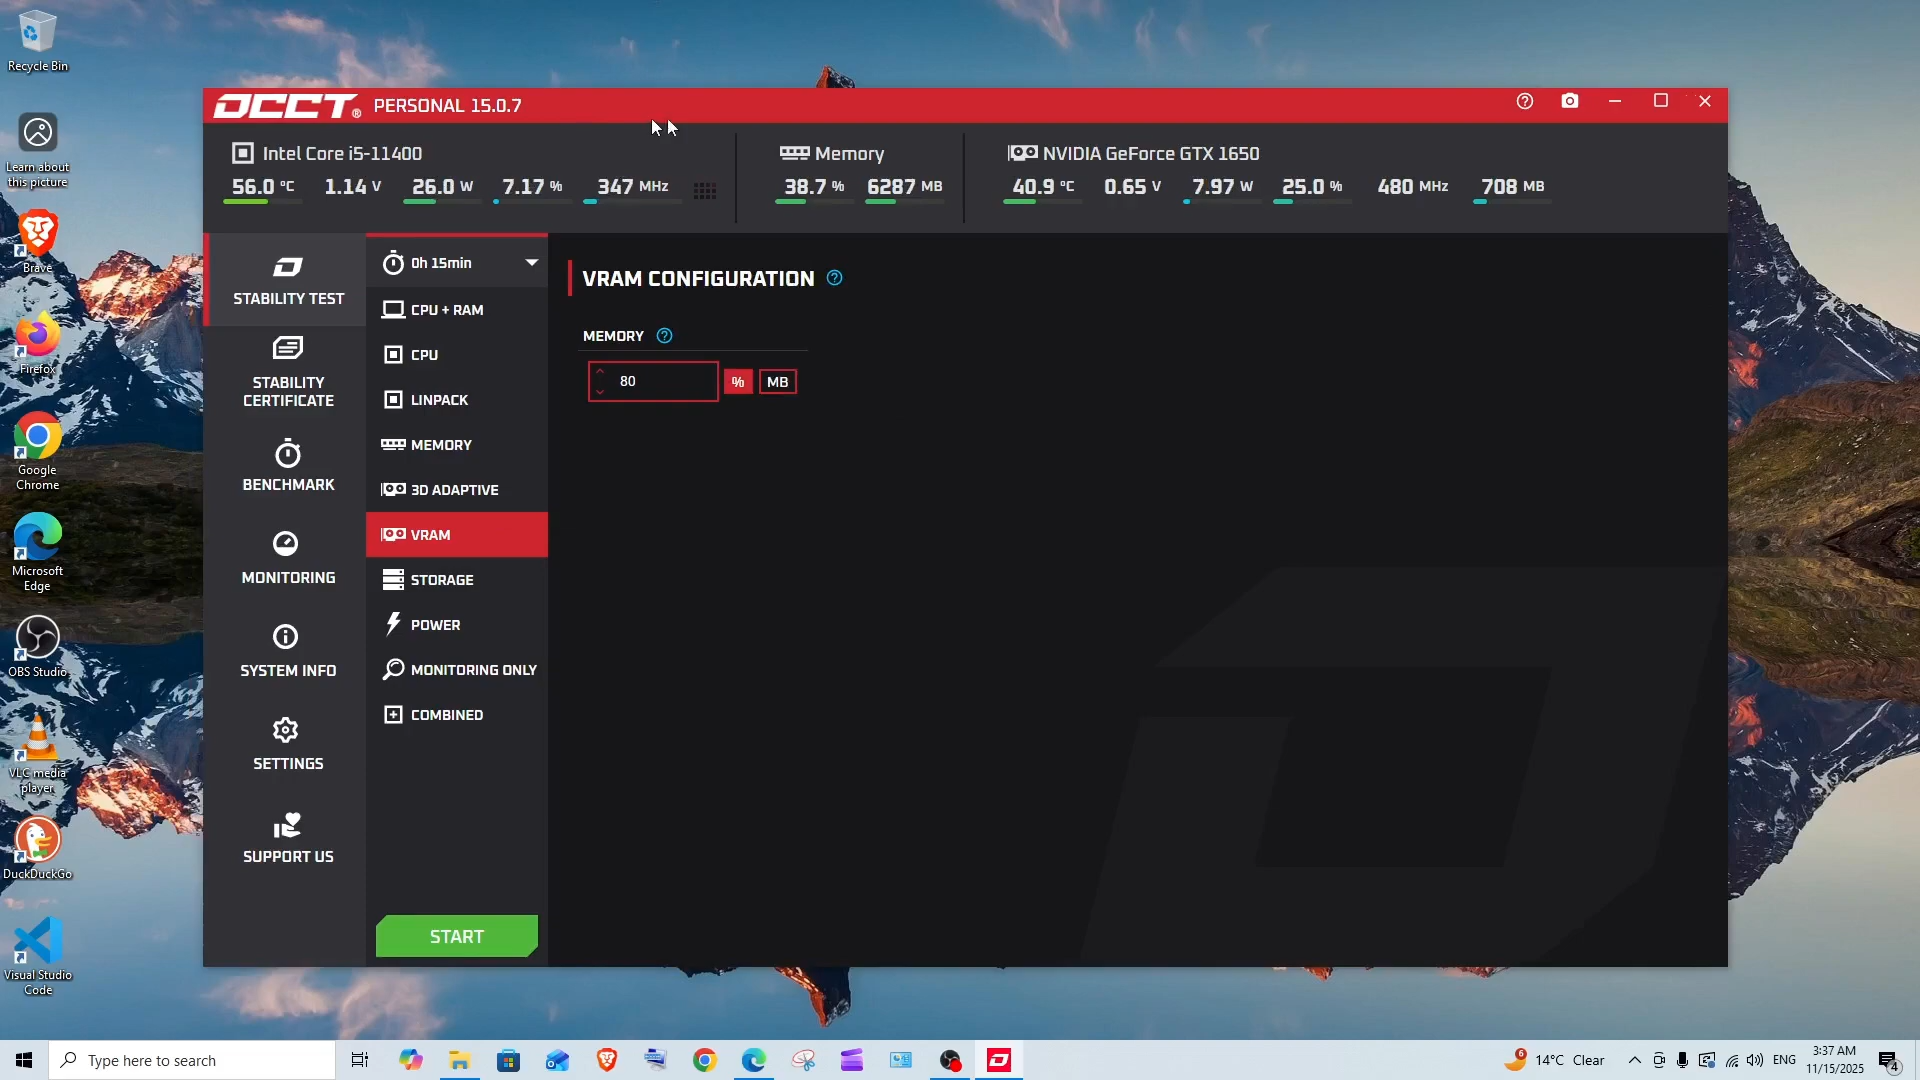 Recycle Bin
Learn about
this picture
Brave
Firefox
Google
Chrome
Microsoft
Edge
OBS Studio
VLC media
player
DuckDuckGo
Visual Studio
Code
OCCT® PERSONAL 15.0.7
Intel Core i5-11400
56.0 °C 1.14 V 26.0 W 7.17 % 347 MHz
Memory
38.7 % 6287 MB
NVIDIA GeForce GTX 1650
40.9 °C 0.65 V 7.97 W 25.0 % 480 MHz 708 MB
STABILITY TEST
STABILITY
CERTIFICATE
BENCHMARK
MONITORING
SYSTEM INFO
SETTINGS
SUPPORT US
0h 15min
CPU + RAM
CPU
LINPACK
MEMORY
3D ADAPTIVE
VRAM
STORAGE
POWER
MONITORING ONLY
COMBINED
START
VRAM CONFIGURATION ?
MEMORY ?
80 % MB
Type here to search
6
14°C Clear
ENG
3:37 AM
11/15/2025
4